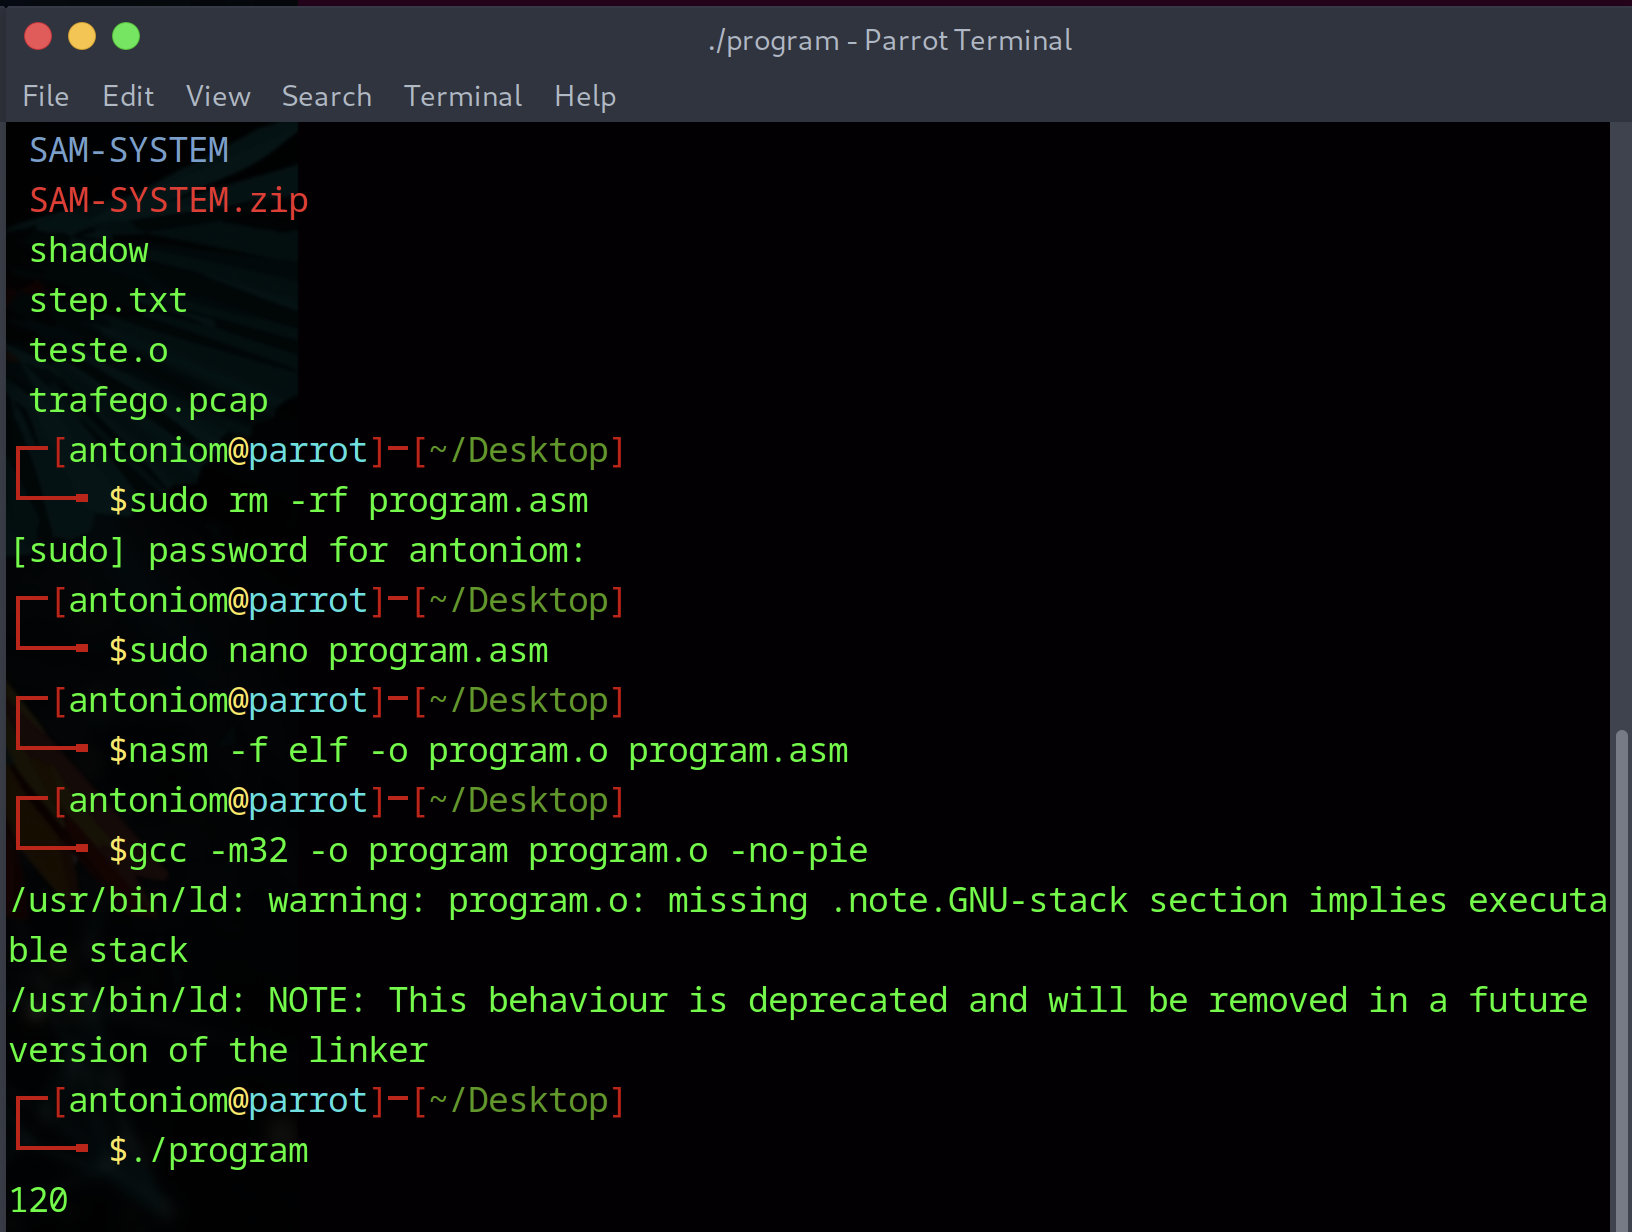 ./program - Parrot Terminal
File Edit View Search Terminal Help
SAM-SYSTEM
SAM-SYSTEM.zip
shadow
step.txt
teste.o
trafego.pcap
[antoniom@parrot]─[~/Desktop]
$sudo rm -rf program.asm
[sudo] password for antoniom:
[antoniom@parrot]─[~/Desktop]
$sudo nano program.asm
[antoniom@parrot]─[~/Desktop]
$nasm -f elf -o program.o program.asm
[antoniom@parrot]─[~/Desktop]
$gcc -m32 -o program program.o -no-pie
/usr/bin/ld: warning: program.o: missing .note.GNU-stack section implies executa
ble stack
/usr/bin/ld: NOTE: This behaviour is deprecated and will be removed in a future
version of the linker
[antoniom@parrot]─[~/Desktop]
$./program
120